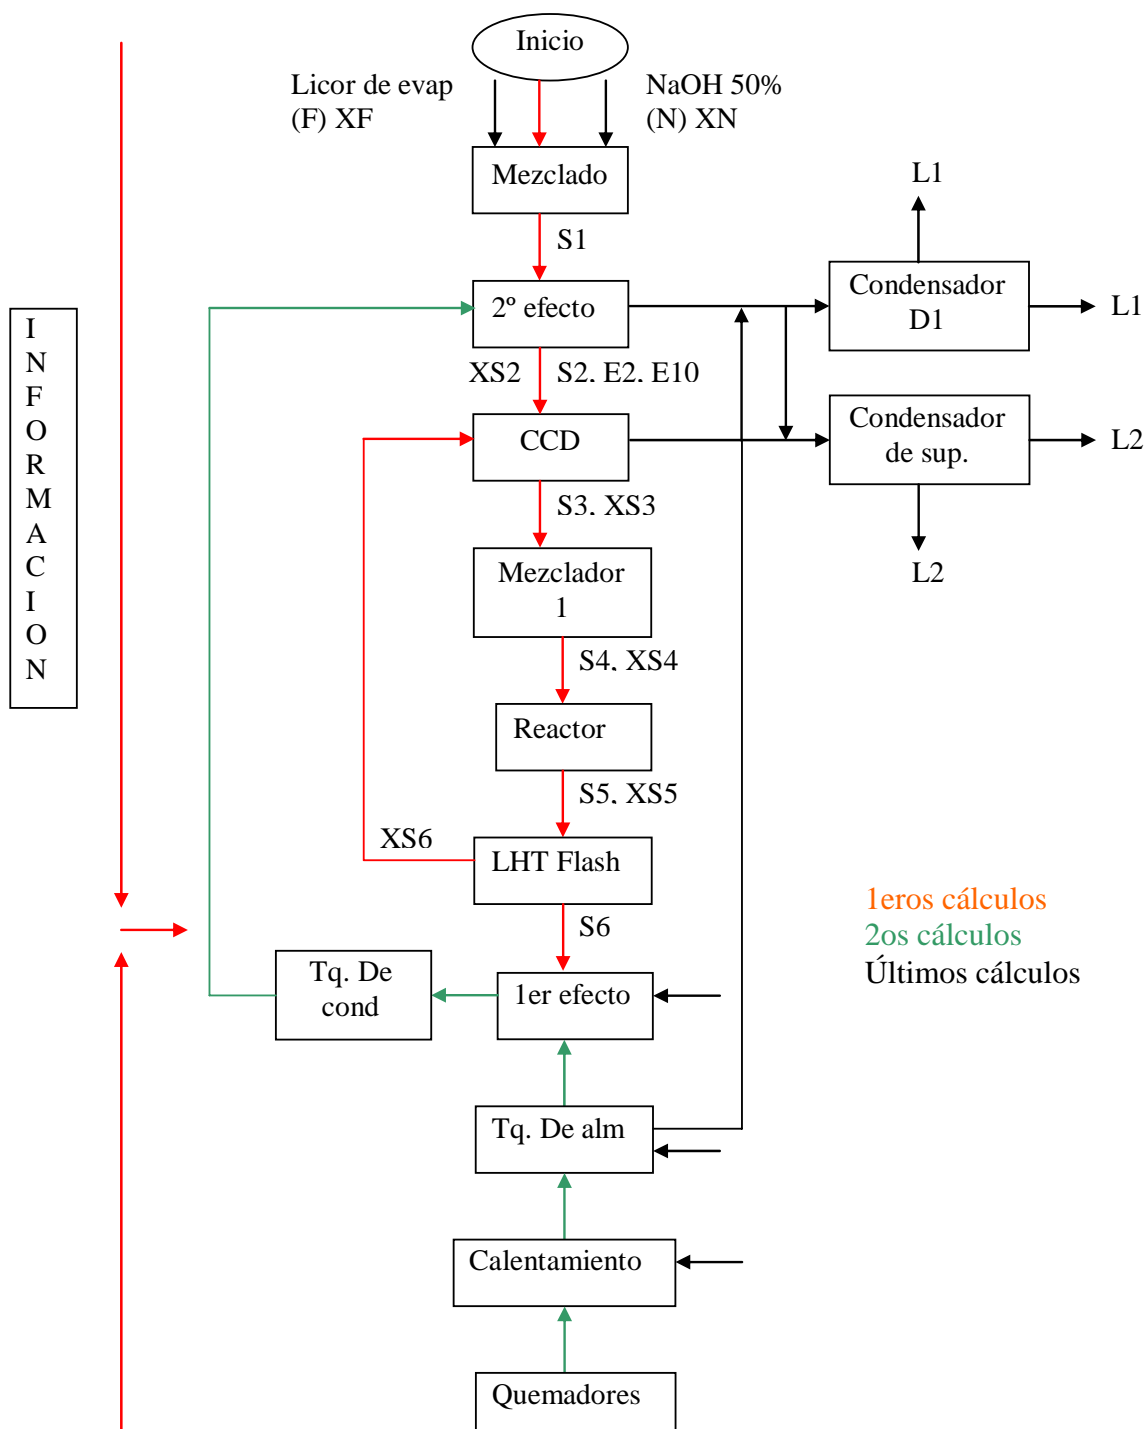 Inicio
Licor de evap
(F) XF
NaOH 50%
(N) XN
Mezclado
S1
L1
2º efecto
Condensador
D1
L1
XS2
S2, E2, E10
CCD
Condensador
de sup.
L2
S3, XS3
L2
Mezclador
1
S4, XS4
Reactor
S5, XS5
XS6
LHT Flash
S6
I
N
F
O
R
M
A
C
I
O
N
1eros cálculos
2os cálculos
Últimos cálculos
Tq. De
cond
1er efecto
Tq. De alm
Calentamiento
Quemadores